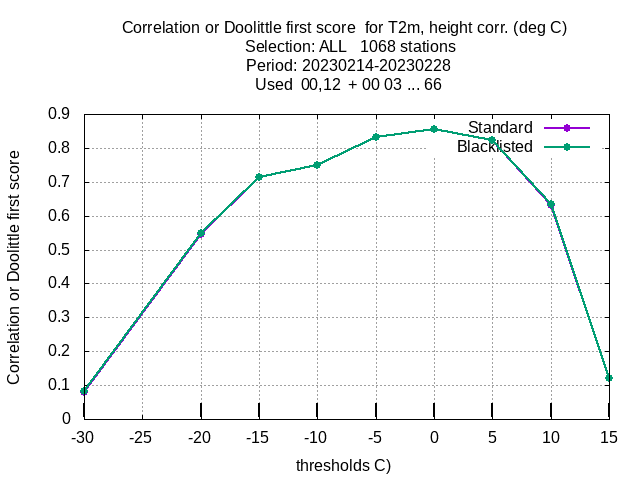 Correlation or Doolittle first score  for T2m, height corr. (deg C)
Selection: ALL   1068 stations
Period: 20230214-20230228
Used  00,12  + 00 03 ... 66
Standard
Blacklisted
Correlation or Doolittle first score
0.9
0.8
0.7
0.6
0.5
0.4
0.3
0.2
0.1
0
-30 -25 -20 -15 -10 -5 0 5 10 15
thresholds C)